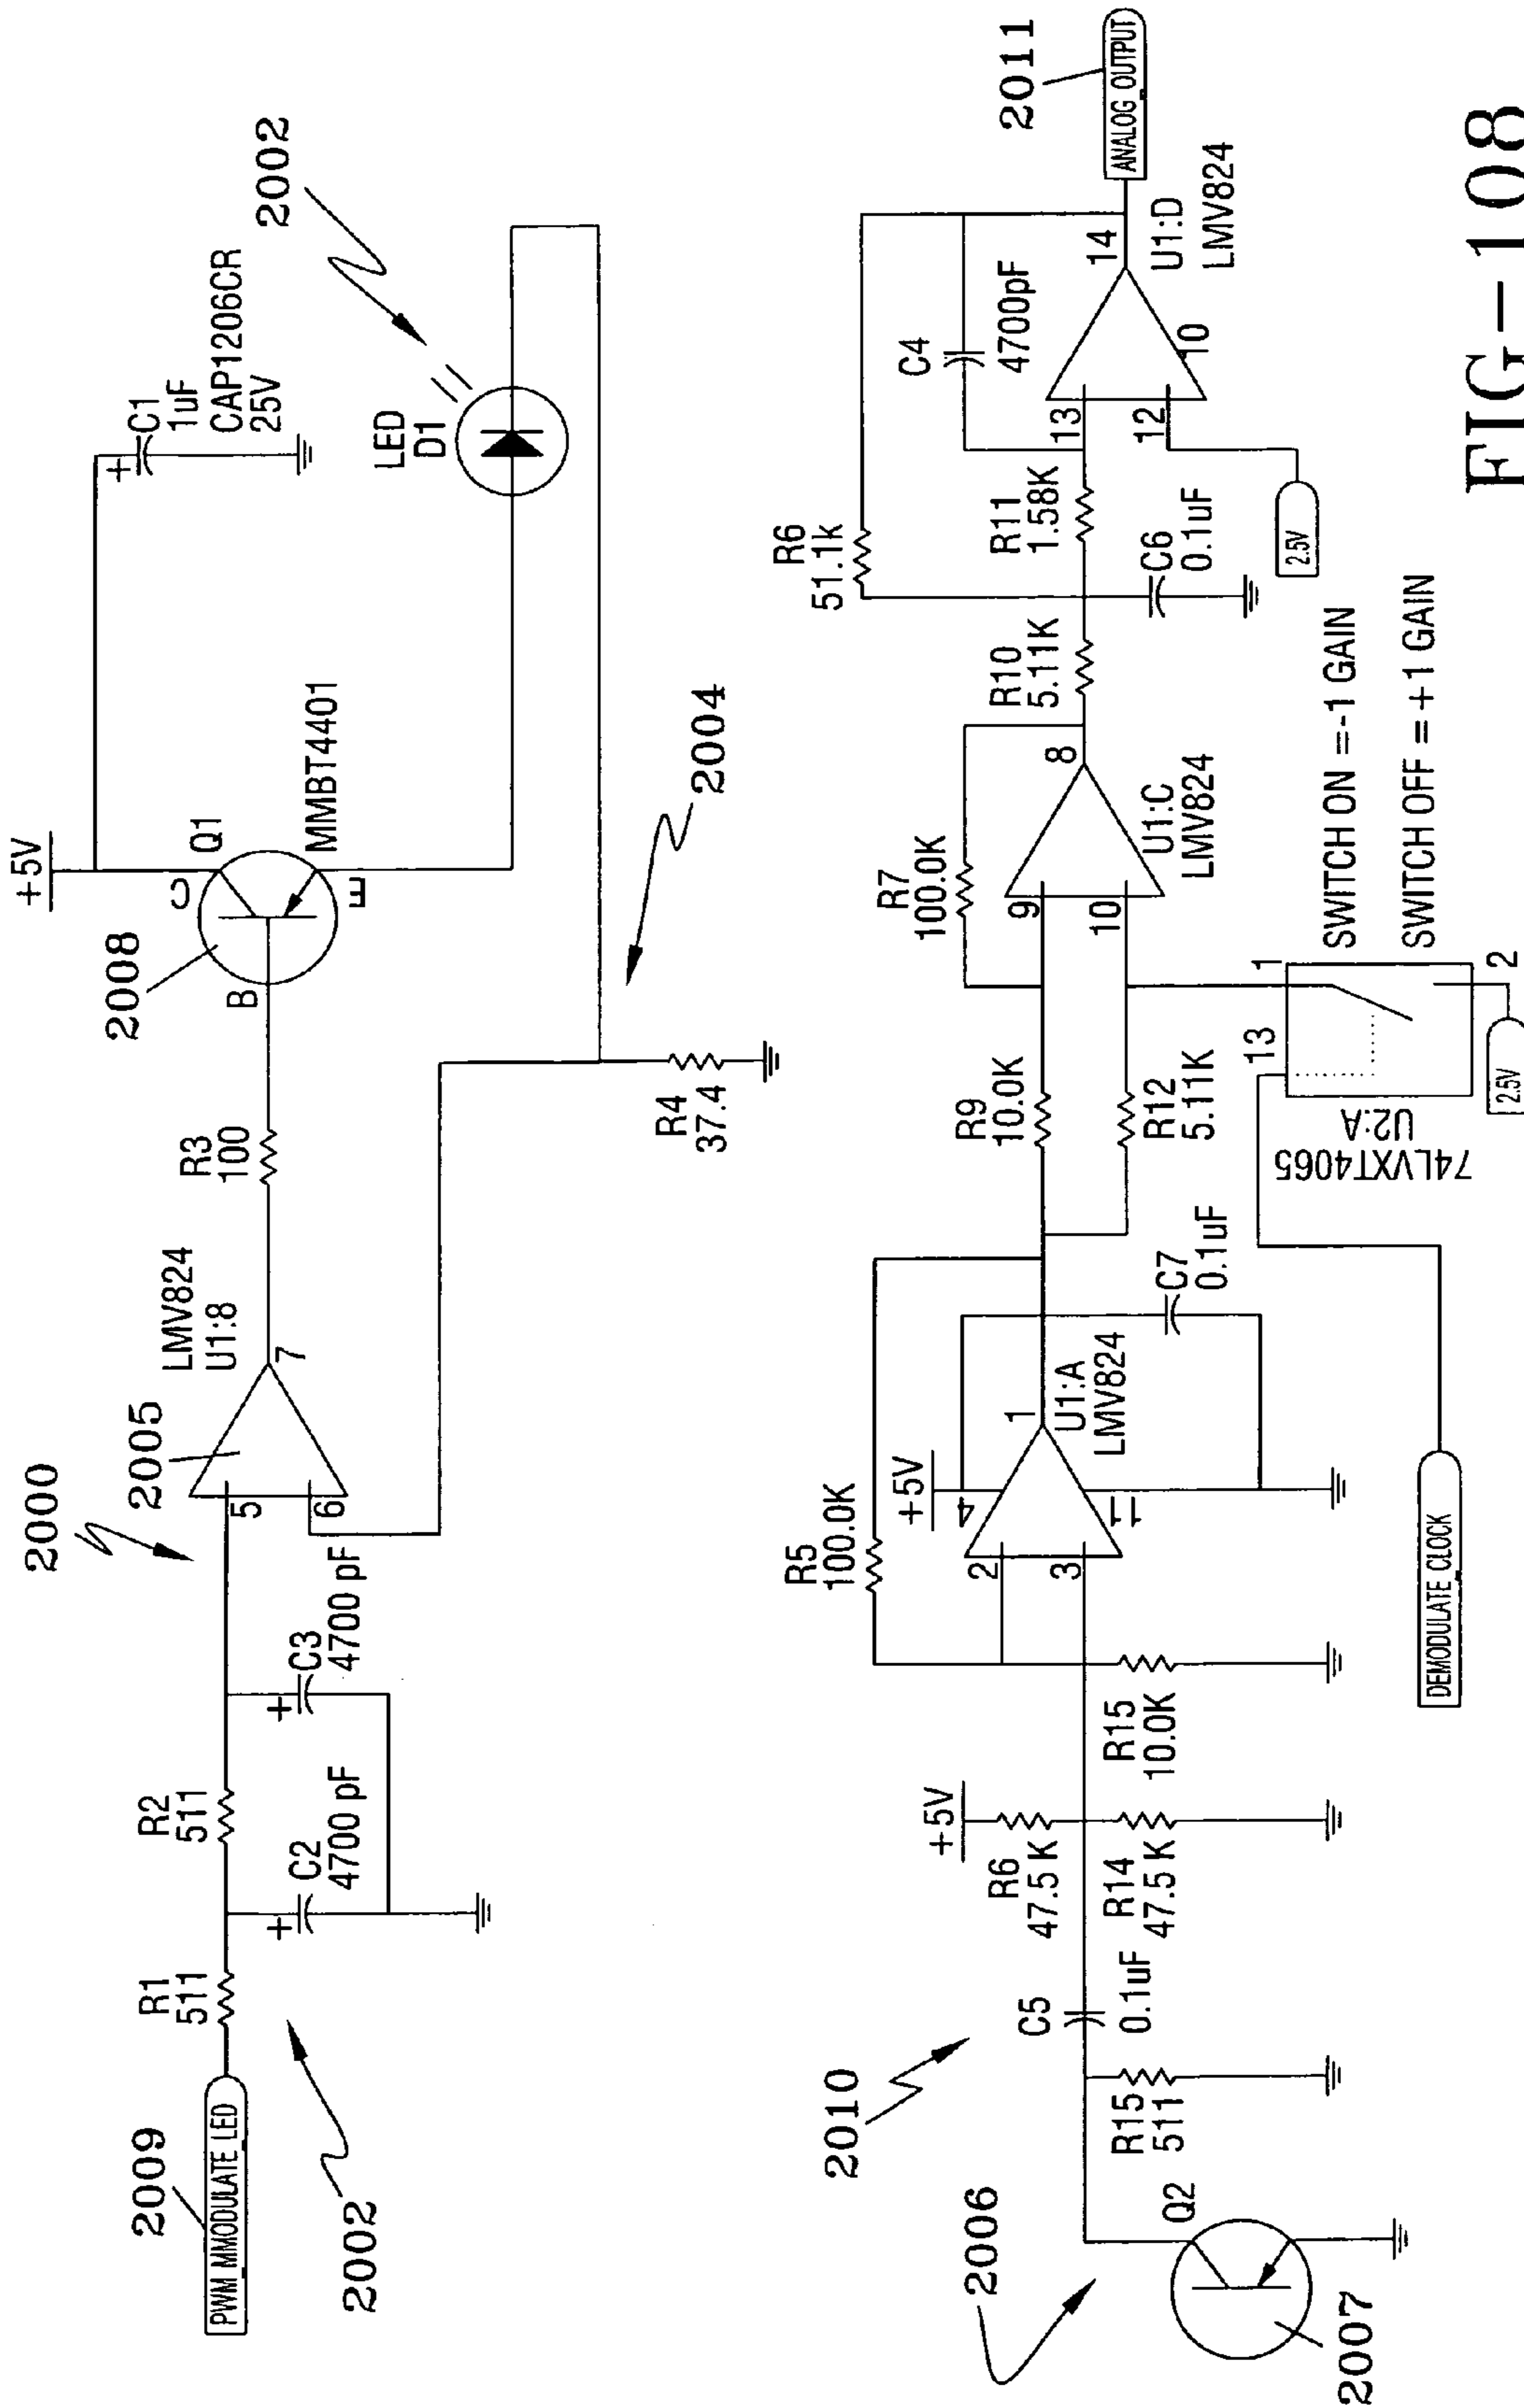 2009
PWM MMODULATE LED
2002
R1
511
C2
4700 pF
R2
511
C3
4700 pF
2000
2005
5
6
7
LMV824
U1:8
R3
100
2008
B
C
E
Q1
MMBT4401
+5V
C1
1uF
CAP1206CR
25V
+
+
+
LED
D1
2002
2004
R4
37.4
2006
2007
Q2
2010
R15
511
C5
0.1uF
+5V
R6
47.5 K
R14
47.5 K
R15
10.0K
R5
100.0K
2
3
+5V
4
11
1
U1:A
LMV824
C7
0.1uF
DEMODULATE CLOCK
R9
10.0K
R12
5.11K
74LVXT4065
U2:A
13
1
2
2.5V
SWITCH ON =-1 GAIN
SWITCH OFF = +1 GAIN
R7
100.0K
9
10
8
U1:C
LMV824
R10
5.11K
R6
51.1k
C6
0.1uF
R11
1.58K
C4
4700pF
13
12
2.5V
10
14
U1:D
LMV824
ANALOG OUTPUT
2011
FIG-108